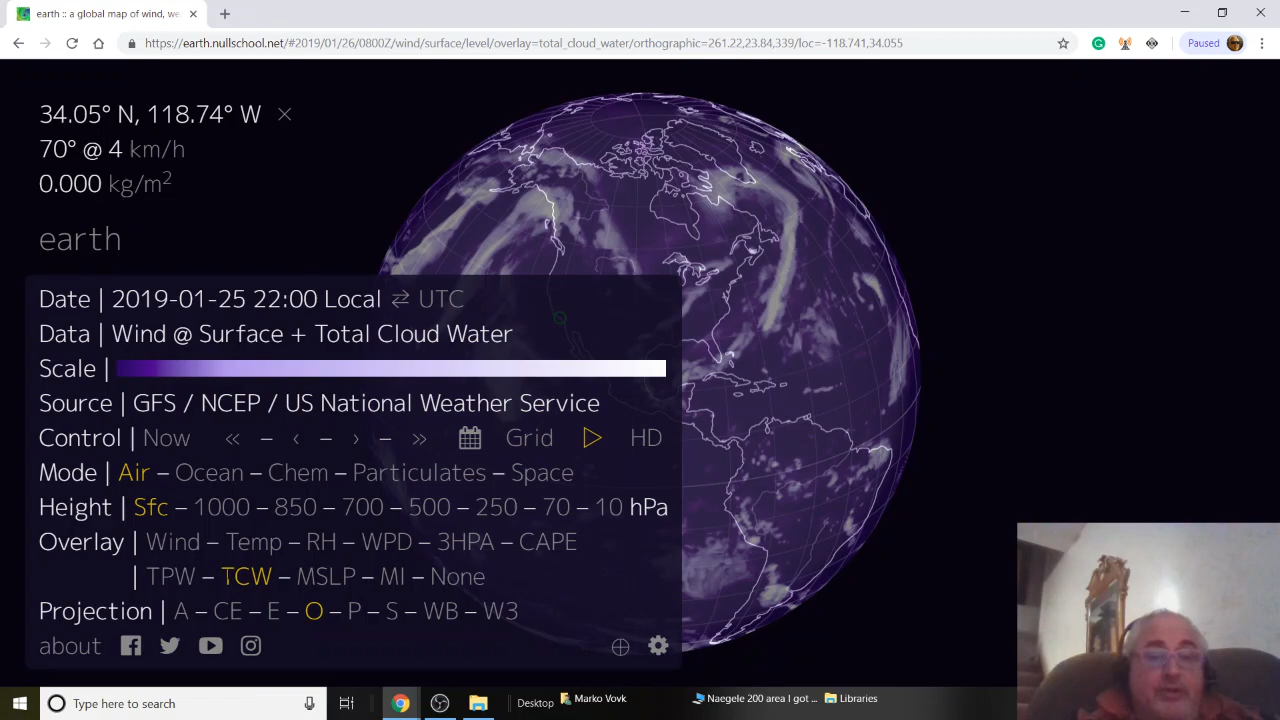 earth :: a global map of wind, we
https://earth.nullschool.net/#2019/01/26/0800Z/wind/surface/level/overlay=total_cloud_water/orthographic=261.22,23.84,339/loc=-118.741,34.055
Paused
34.05° N, 118.74° W ×
70° @ 4 km/h
0.000 kg/m²
earth
Date | 2019-01-25 22:00 Local ⇄ UTC
Data | Wind @ Surface + Total Cloud Water
Scale |
Source | GFS / NCEP / US National Weather Service
Control | Now « – ‹ – › – » Grid HD
Mode | Air – Ocean – Chem – Particulates – Space
Height | Sfc – 1000 – 850 – 700 – 500 – 250 – 70 – 10 hPa
Overlay | Wind – Temp – RH – WPD – 3HPA – CAPE
| TPW – TCW – MSLP – MI – None
Projection | A – CE – E – O – P – S – WB – W3
about
Type here to search
Desktop
Marko Vovk
Naegele 200 area I got ...
Libraries